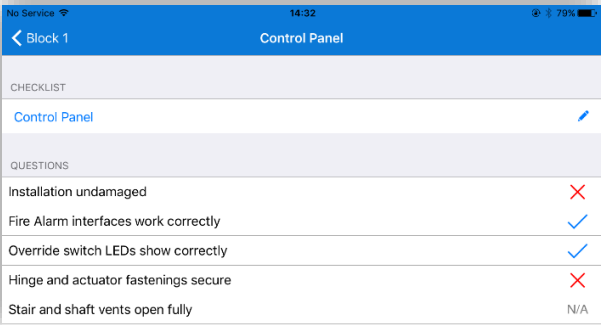 No Service 14:32 79%
Block 1 Control Panel
CHECKLIST
Control Panel
QUESTIONS
Installation undamaged
Fire Alarm interfaces work correctly
Override switch LEDs show correctly
Hinge and actuator fastenings secure
Stair and shaft vents open fully N/A